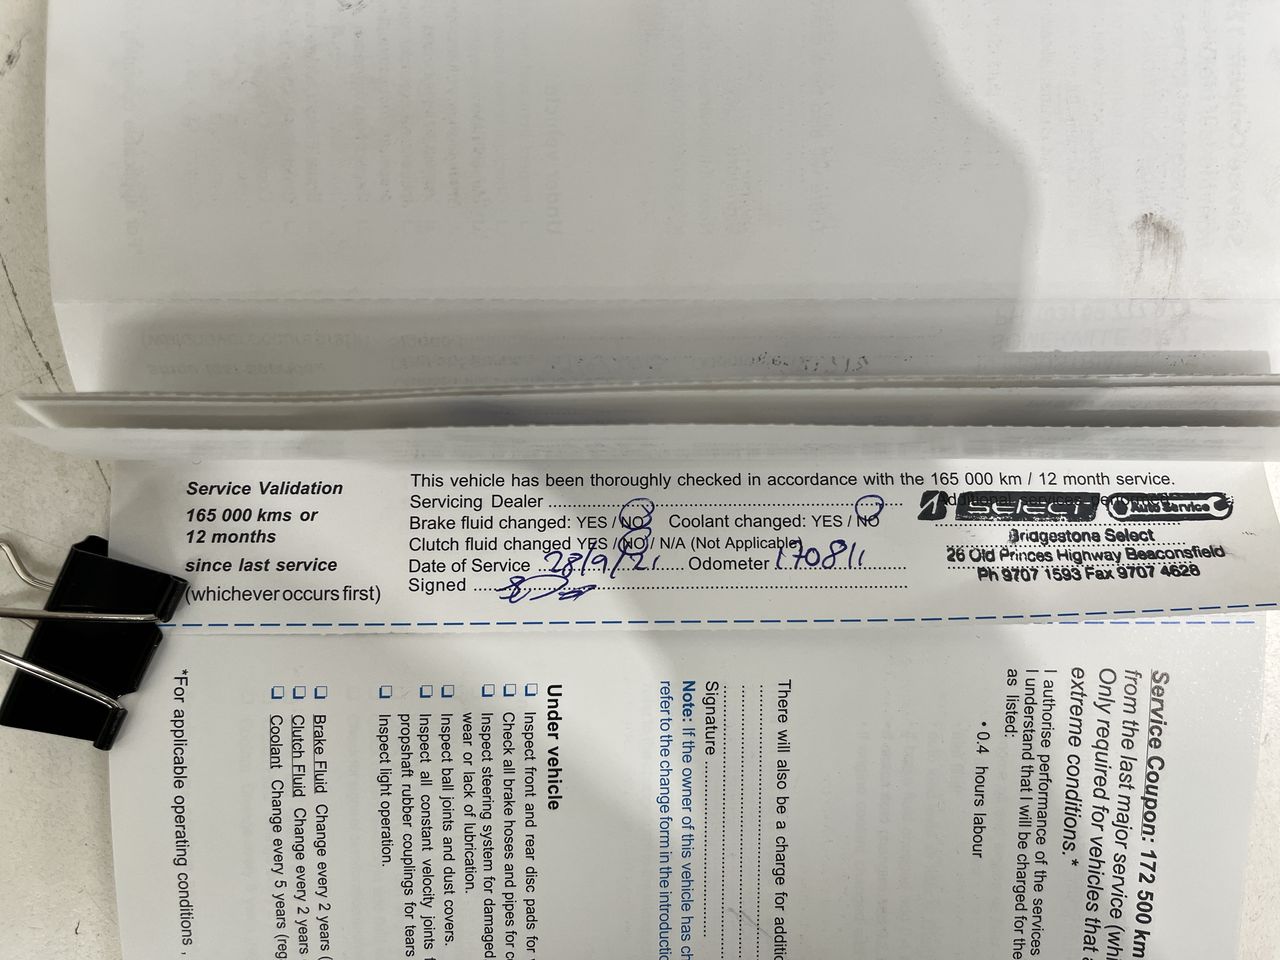 Service Validation
165 000 kms or
12 months
since last service
(whichever occurs first)
This vehicle has been thoroughly checked in accordance with the 165 000 km / 12 month service.
Servicing Dealer
Brake fluid changed: YES / NO Coolant changed: YES / NO
Clutch fluid changed YES / NO / N/A (Not Applicable)
Date of Service 28/9/21 Odometer 170811
Signed
SELECT Auto Service
Bridgestone Select
26 Old Princes Highway Beaconsfield
Ph 9707 1593 Fax 9707 4628
Service Coupon: 172 500 km
from the last major service
Only required for vehicles that
extreme conditions. *
I authorise performance of the services
I understand that I will be charged for the
as listed:
• 0.4 hours labour
There will also be a charge for
Signature
Note: If the owner of this vehicle has
refer to the change form in the
Under vehicle
Inspect front and rear disc pads for
Check all brake hoses and pipes for
Inspect steering system for damaged
wear or lack of lubrication.
Inspect ball joints and dust covers.
Inspect all constant velocity joints
propshaft rubber couplings for tears
Inspect light operation.
Brake Fluid Change every 2 years
Clutch Fluid Change every 2 years
Coolant Change every 5 years
*For applicable operating conditions ,